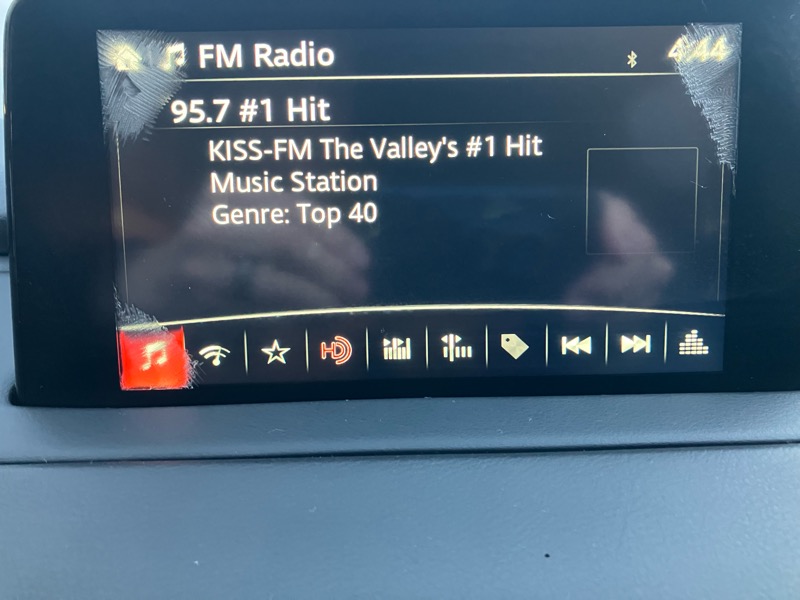 FM Radio
4:44
95.7 #1 Hit
KISS-FM The Valley's #1 Hit
Music Station
Genre: Top 40
HD